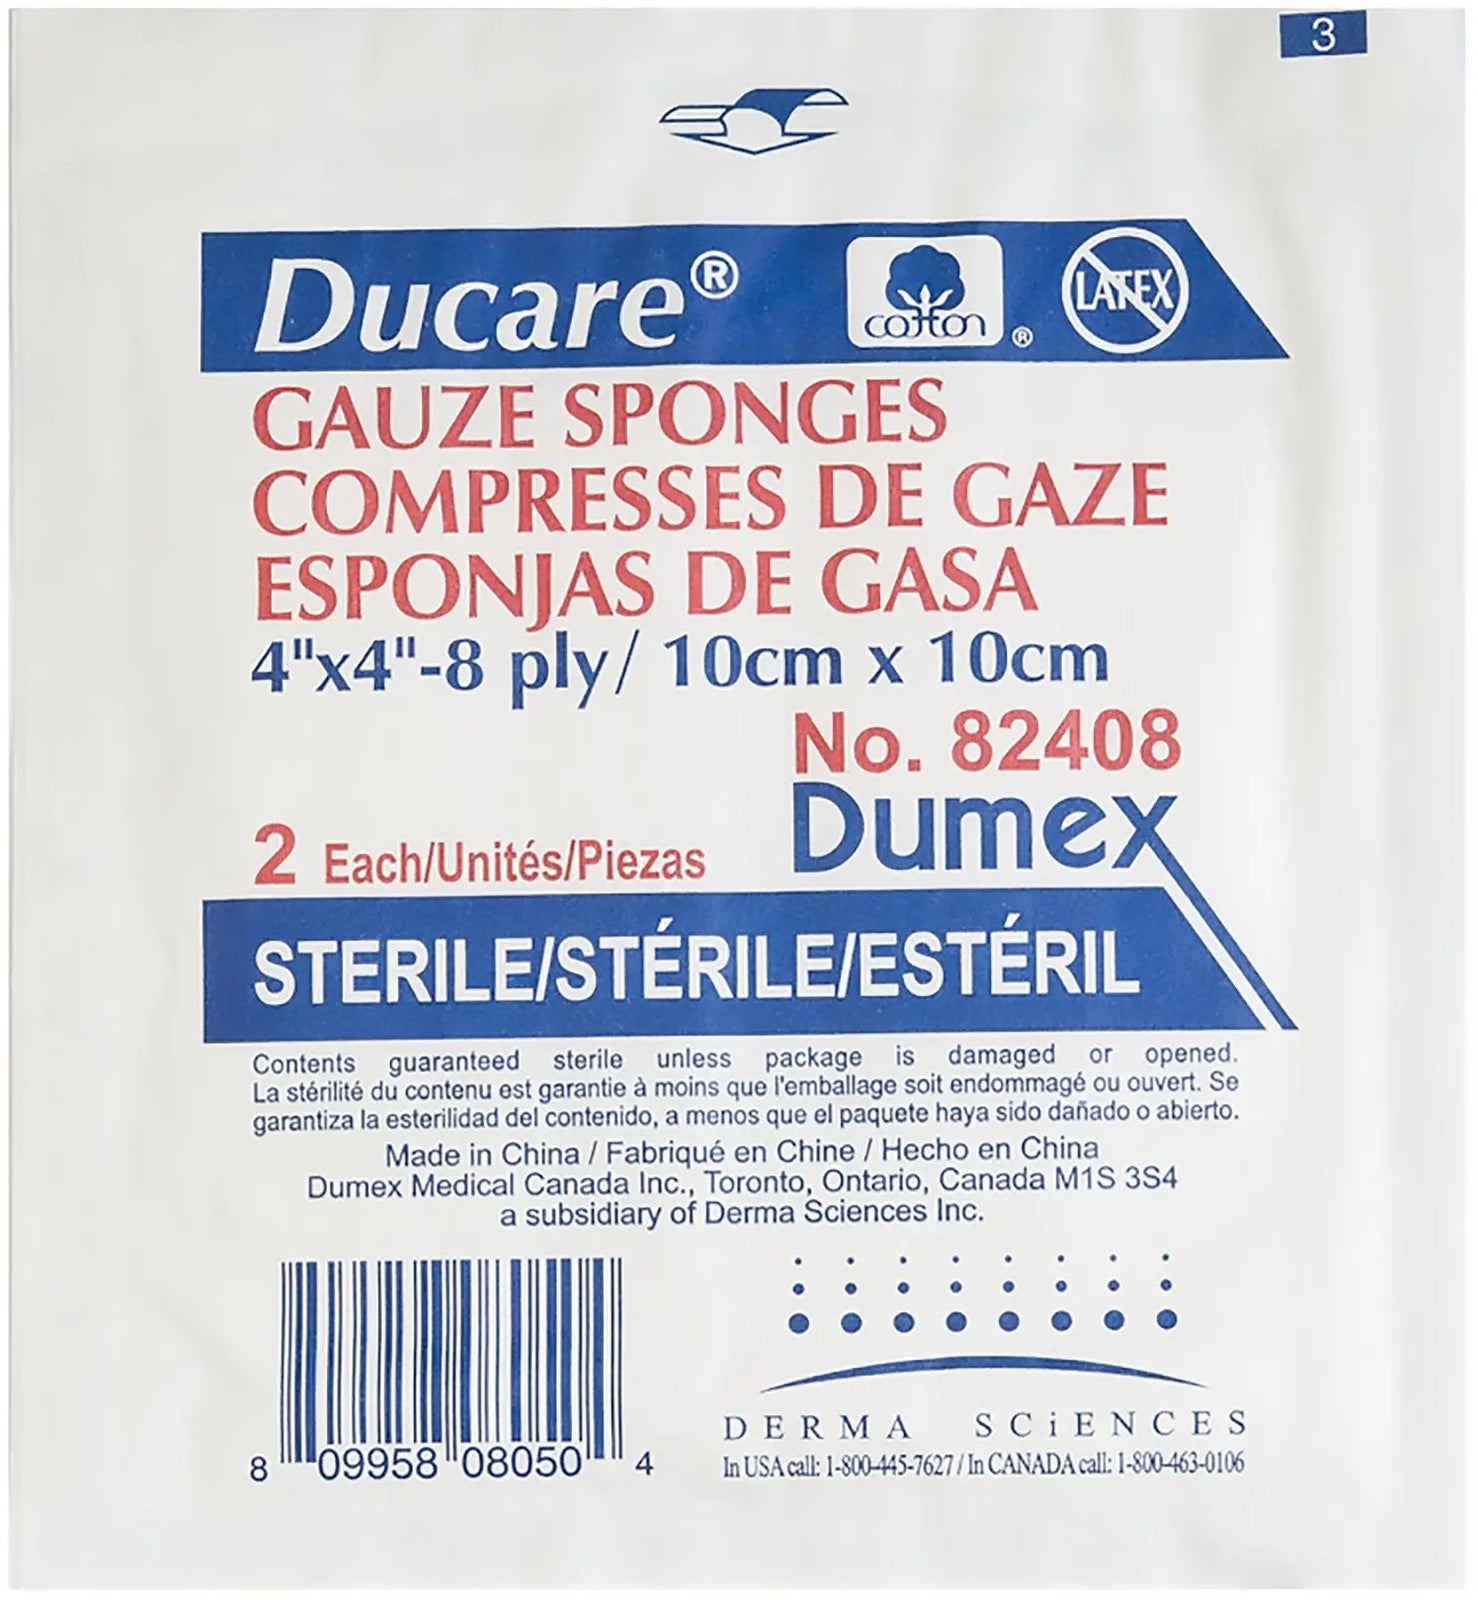 3
Ducare®
cotton ®
LATEX
GAUZE SPONGES
COMPRESSES DE GAZE
ESPONJAS DE GASA
4"x4"-8 ply/ 10cm x 10cm
No. 82408
Dumex
2 Each/Unités/Piezas
STERILE/STÉRILE/ESTÉRIL
Contents guaranteed sterile unless package is damaged or opened.
La stérilité du contenu est garantie à moins que l'emballage soit endommagé ou ouvert. Se
garantiza la esterilidad del contenido, a menos que el paquete haya sido dañado o abierto.
Made in China / Fabriqué en Chine / Hecho en China
Dumex Medical Canada Inc., Toronto, Ontario, Canada M1S 3S4
a subsidiary of Derma Sciences Inc.
8 09958 08050 4
DERMA SCiENCES
In USA call: 1-800-445-7627 / In CANADA call: 1-800-463-0106